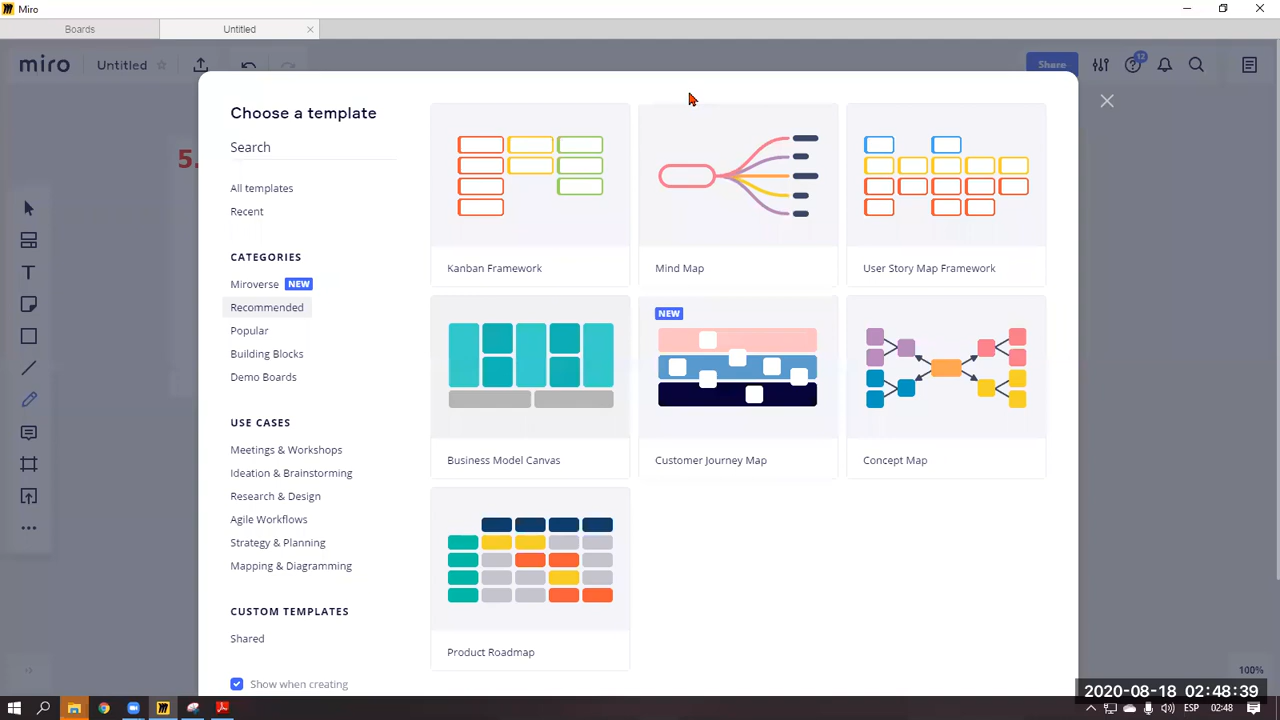 Miro
Boards
Untitled
miro
Untitled
Share
12
5.
Choose a template
Search
All templates
Recent
CATEGORIES
Miroverse NEW
Recommended
Popular
Building Blocks
Demo Boards
USE CASES
Meetings & Workshops
Ideation & Brainstorming
Research & Design
Agile Workflows
Strategy & Planning
Mapping & Diagramming
CUSTOM TEMPLATES
Shared
Show when creating
Kanban Framework
Mind Map
User Story Map Framework
NEW
Business Model Canvas
Customer Journey Map
Concept Map
Product Roadmap
100%
2020-08-18 02:48:39
ESP
02:48